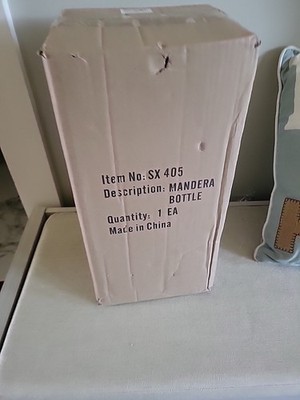 Item No: SX 405
Description: MANDERA
BOTTLE
Quantity: 1 EA
Made in China